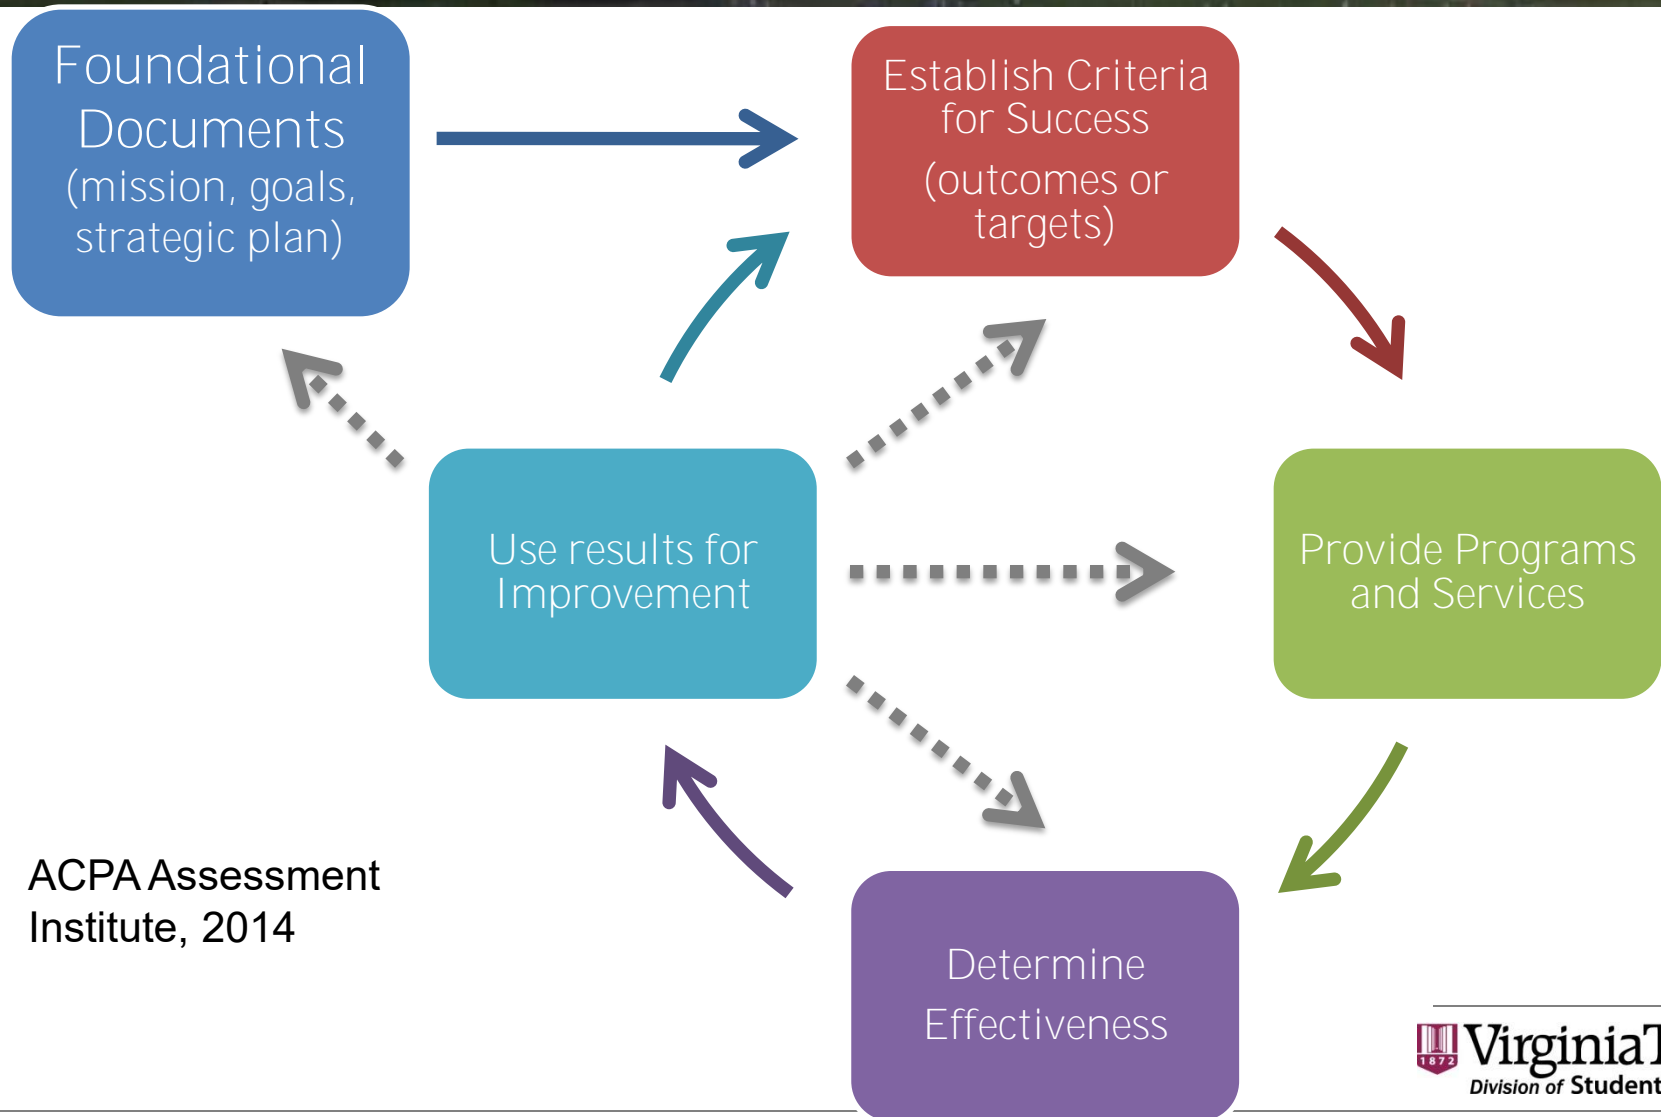 Foundational
Documents
(mission, goals,
strategic plan)
Establish Criteria
for Success
(outcomes or
targets)
Use results for
Improvement
Provide Programs
and Services
Determine
Effectiveness
ACPA Assessment
Institute, 2014
1872
VirginiaT
Division of Student